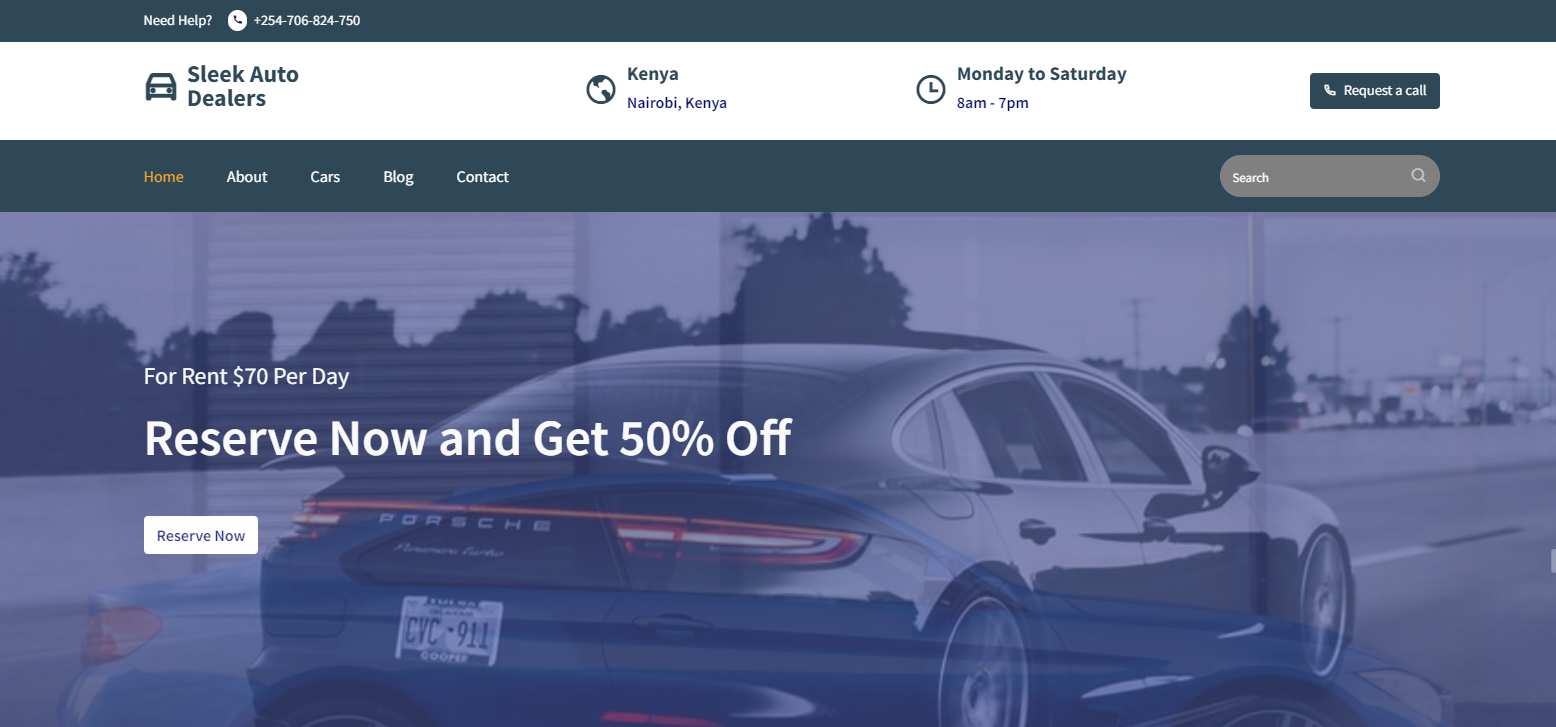 Need Help? +254-706-824-750
Sleek Auto
Dealers
Kenya
Nairobi, Kenya
Monday to Saturday
8am - 7pm
Request a call
Home About Cars Blog Contact
Search
For Rent $70 Per Day
Reserve Now and Get 50% Off
Reserve Now
PORSCHE
Panamera turbo
CVC-911
COOPER